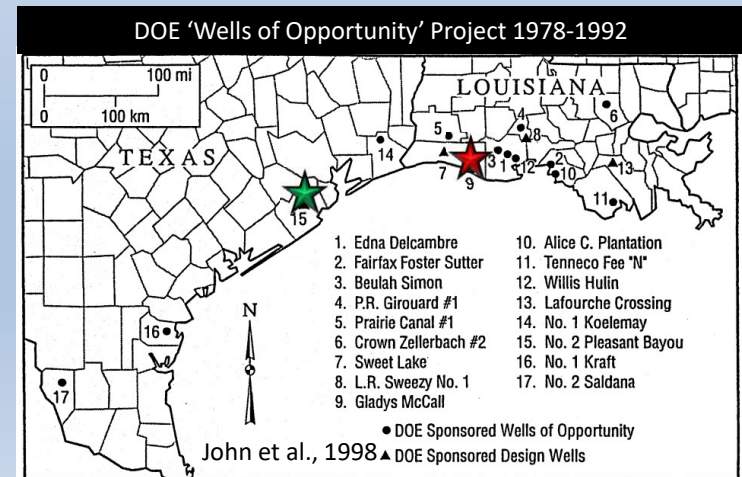 DOE ‘Wells of Opportunity’ Project 1978-1992
0 100 mi
0 100 km
LOUISIANA
TEXAS
4
6
5
8
14
3
1
12
2
13
7
9
10
15
11
16
17
N
1. Edna Delcambre
2. Fairfax Foster Sutter
3. Beulah Simon
4. P.R. Girouard #1
5. Prairie Canal #1
6. Crown Zellerbach #2
7. Sweet Lake
8. L.R. Sweezy No. 1
9. Gladys McCall
10. Alice C. Plantation
11. Tenneco Fee "N"
12. Willis Hulin
13. Lafourche Crossing
14. No. 1 Koelemay
15. No. 2 Pleasant Bayou
16. No. 1 Kraft
17. No. 2 Saldana
● DOE Sponsored Wells of Opportunity
▲ DOE Sponsored Design Wells
John et al., 1998